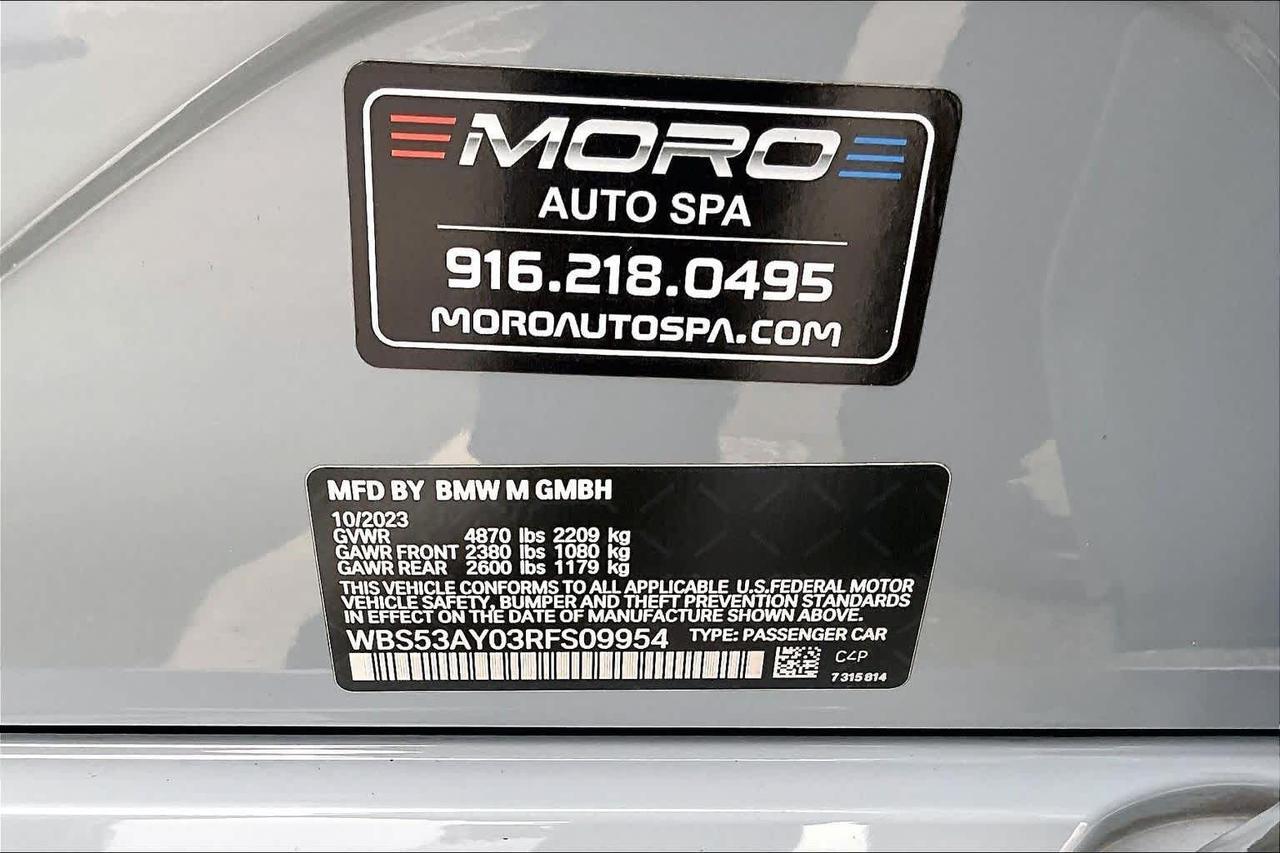 MORO
AUTO SPA
916.218.0495
MOROAUTOSPA.COM
MFD BY BMW M GMBH
10/2023
GVWR 4870 lbs 2209 kg
GAWR FRONT 2380 lbs 1080 kg
GAWR REAR 2600 lbs 1179 kg
THIS VEHICLE CONFORMS TO ALL APPLICABLE U.S.FEDERAL MOTOR
VEHICLE SAFETY, BUMPER AND THEFT PREVENTION STANDARDS
IN EFFECT ON THE DATE OF MANUFACTURE SHOWN ABOVE.
WBS53AY03RFS09954 TYPE: PASSENGER CAR
C4P
7315814